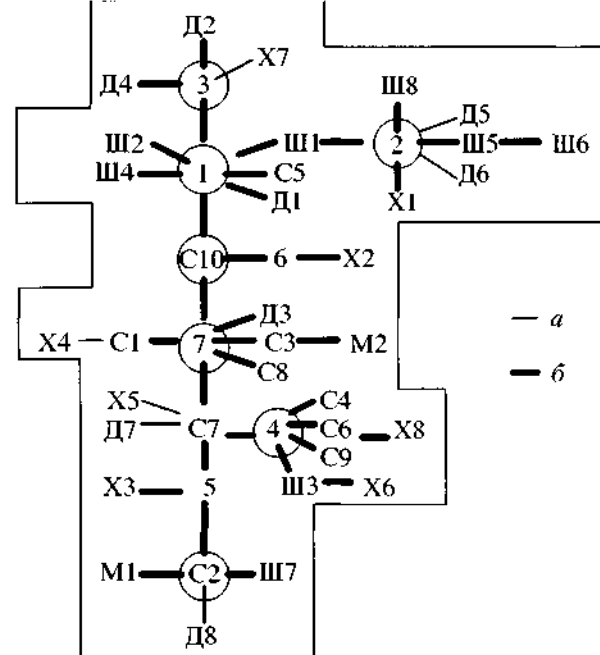 Д2
Х7
Д4 3
Ш8
Д5
Ш2 Ш1 2 Ш5 Ш6
Ш4 1 С5 Д6
Д1 Х1
С10 6 Х2
Д3
Х4 С1 7 С3 М2
С8
а
б
Х5 С4
Д7 С7 4 С6 Х8
С9
Х3 5 Ш3 Х6
М1 С2 Ш7
Д8